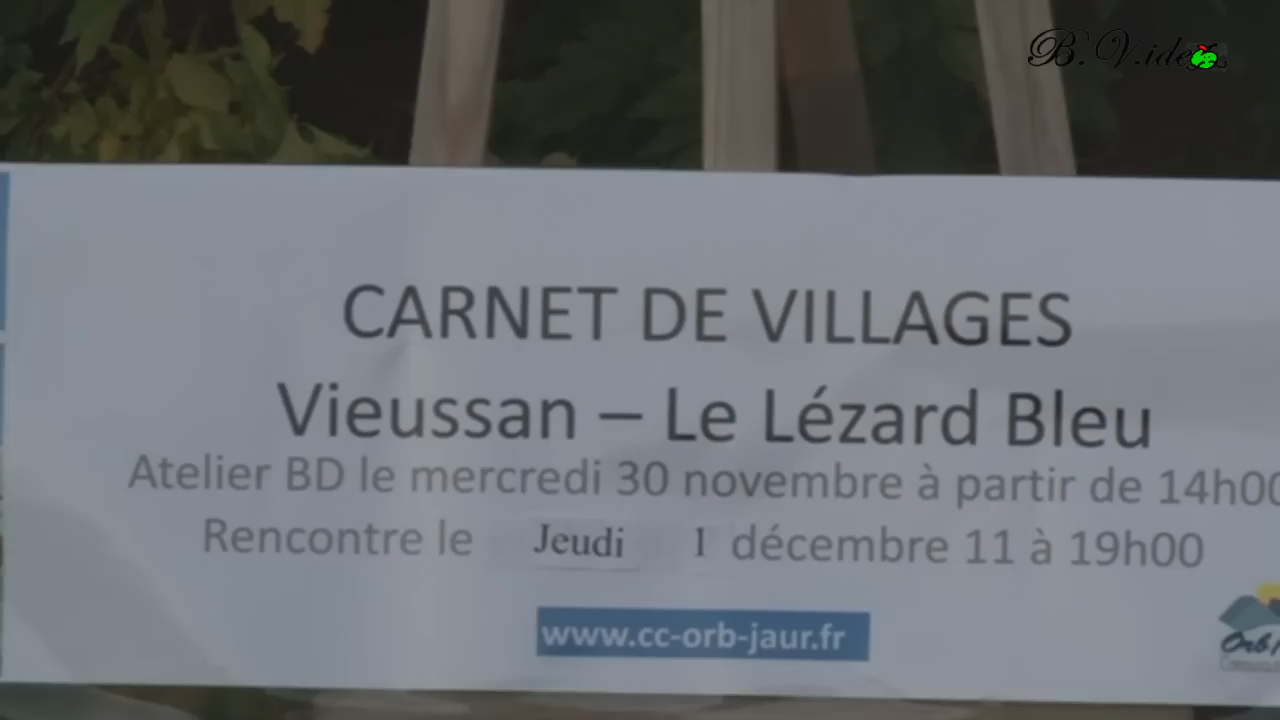 B.V.ideo
CARNET DE VILLAGES
Vieussan – Le Lézard Bleu
Atelier BD le mercredi 30 novembre à partir de 14h00
Rencontre le Jeudi 1 décembre 11 à 19h00
www.cc-orb-jaur.fr
Orb